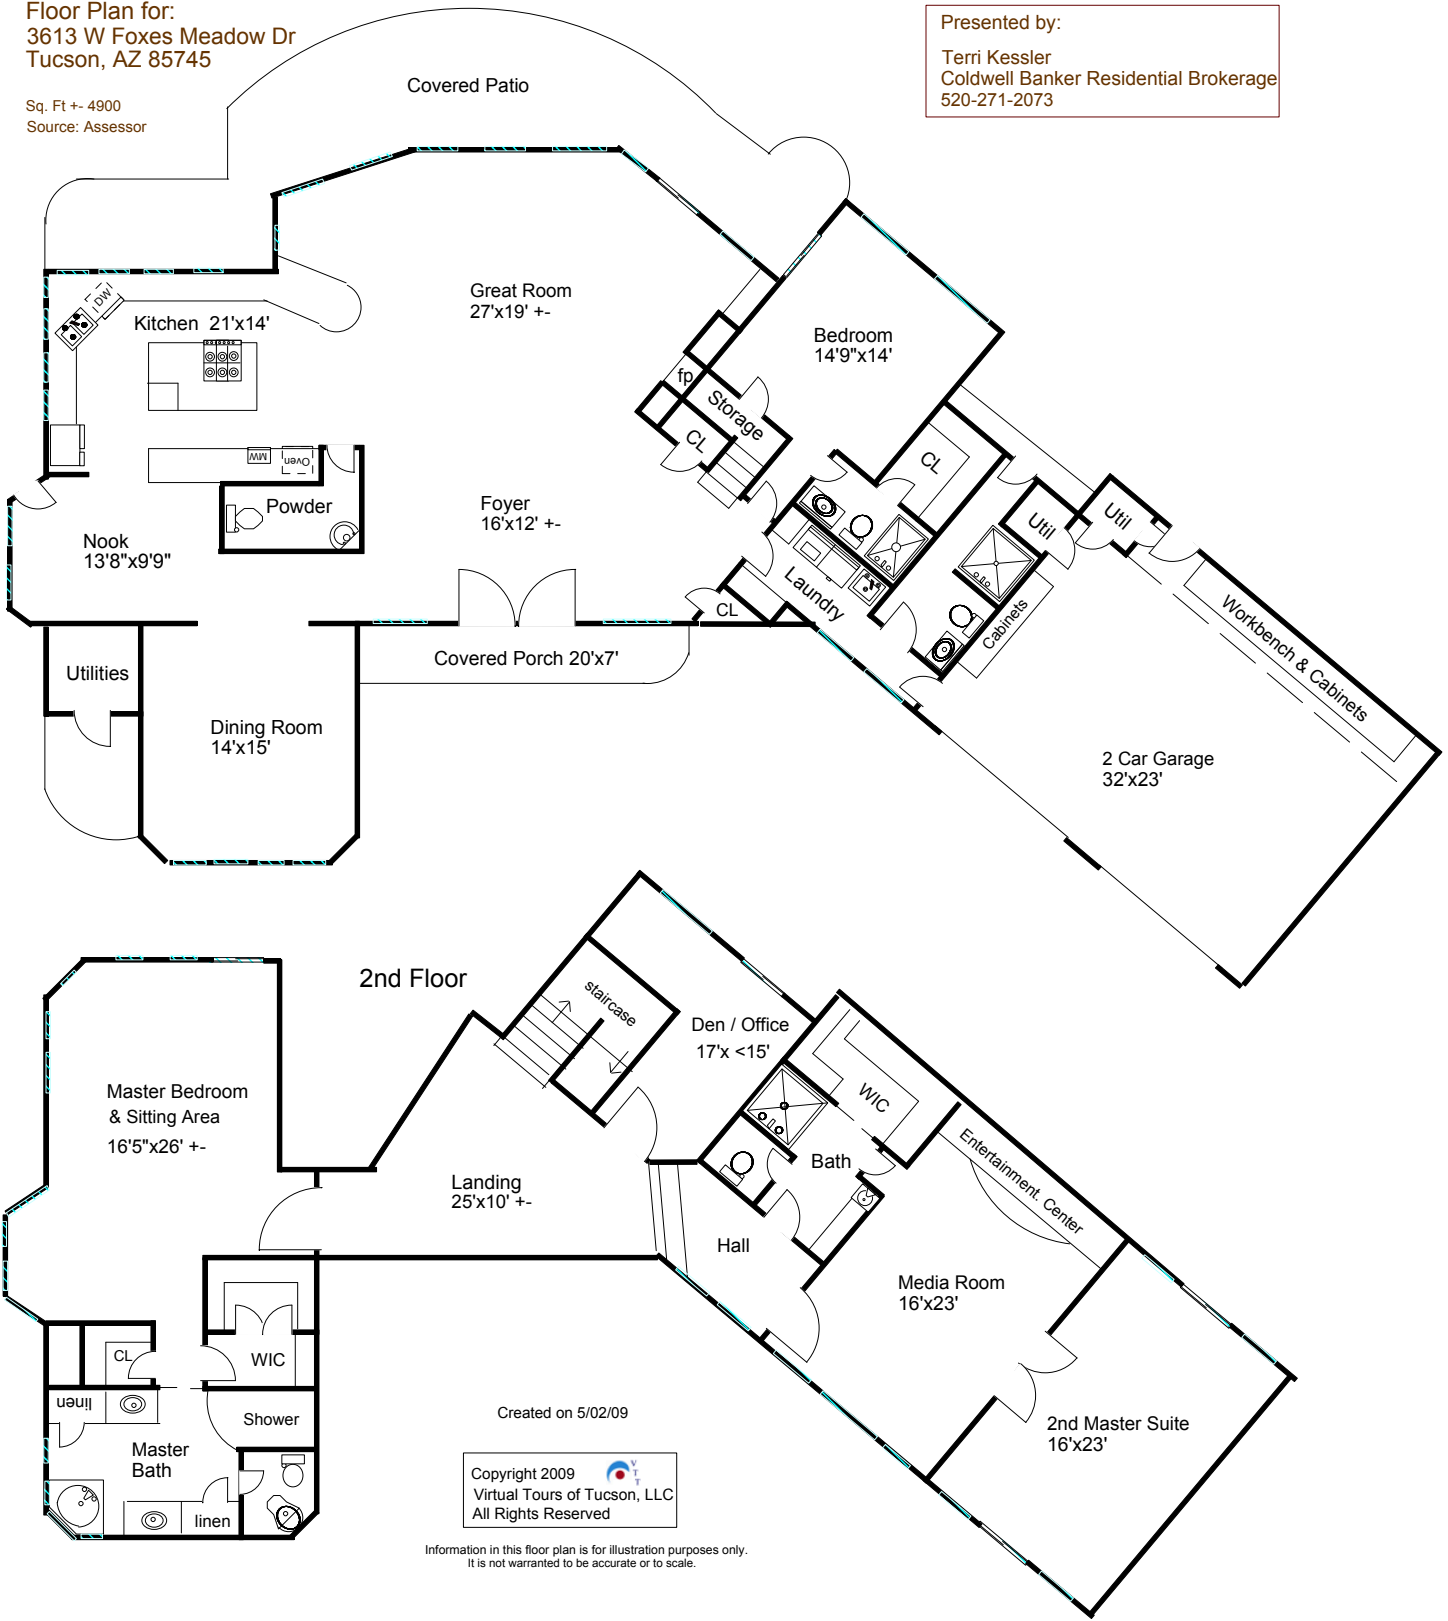 Floor Plan for:
3613 W Foxes Meadow Dr
Tucson, AZ 85745
Sq. Ft +- 4900
Source: Assessor
Presented by:
Terri Kessler
Coldwell Banker Residential Brokerage
520-271-2073
Covered Patio
Great Room
27'x19' +-
Kitchen 21'x14'
DW
Bedroom
14'9"x14'
fp
Storage
CL
CL
MW
Oven
Powder
Foyer
16'x12' +-
Nook
13'8"x9'9"
Util
Util
Laundry
CL
Cabinets
Workbench & Cabinets
Covered Porch 20'x7'
Utilities
Dining Room
14'x15'
2 Car Garage
32'x23'
2nd Floor
staircase
Den / Office
17'x <15'
Master Bedroom
& Sitting Area
16'5"x26' +-
WIC
Bath
Entertainment. Center
Landing
25'x10' +-
Hall
Media Room
16'x23'
CL
WIC
linen
Shower
Master
Bath
linen
2nd Master Suite
16'x23'
Created on 5/02/09
Copyright 2009
V
T
T
Virtual Tours of Tucson, LLC
All Rights Reserved
Information in this floor plan is for illustration purposes only.
It is not warranted to be accurate or to scale.